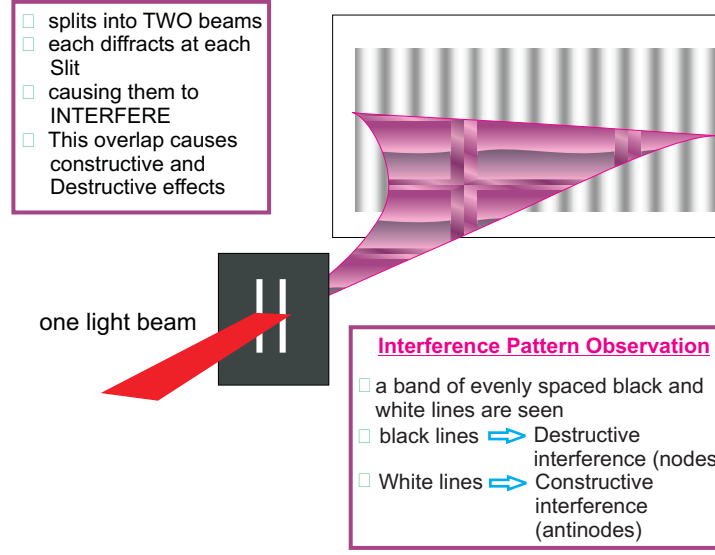 splits into TWO beams
each diffracts at each
Slit
causing them to
INTERFERE
This overlap causes
constructive and
Destructive effects
one light beam
Interference Pattern Observation
a band of evenly spaced black and
white lines are seen
black lines Destructive
interference (nodes
White lines Constructive
interference
(antinodes)